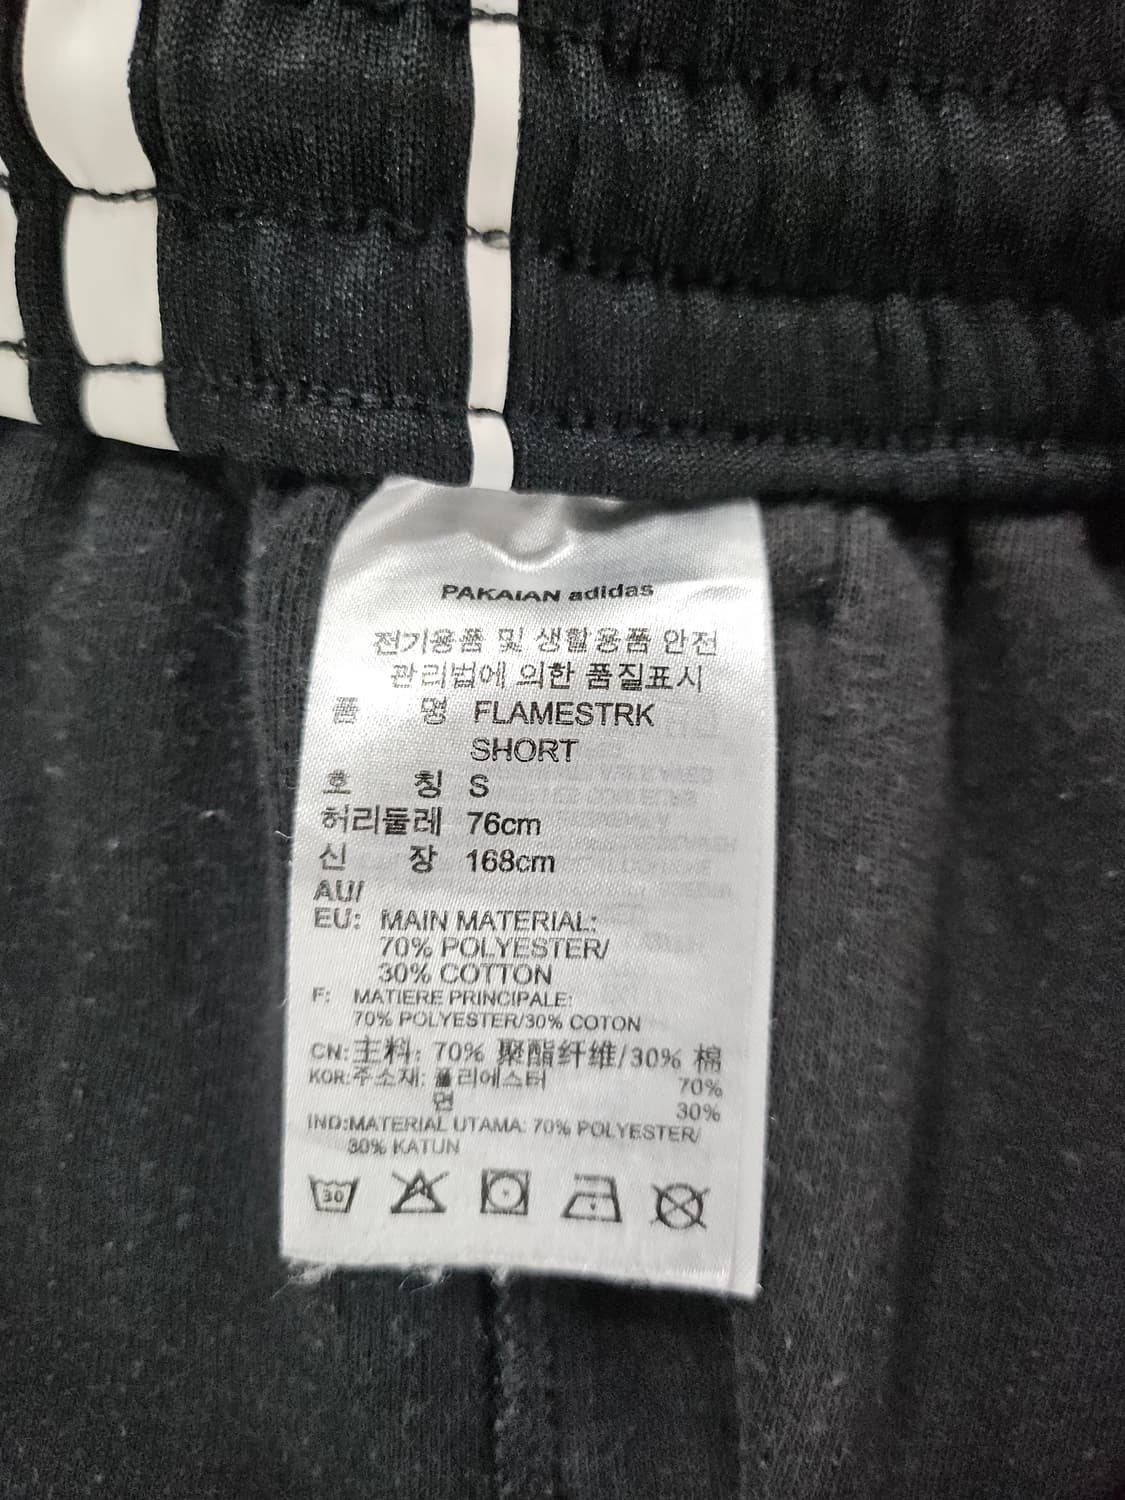 PAKAIAN adidas
전기용품 및 생활용품 안전
관리법에 의한 품질표시
품 명 FLAMESTRK
SHORT
호 칭 S
허리둘레 76cm
신 장 168cm
AU/
EU: MAIN MATERIAL:
70% POLYESTER/
30% COTTON
F: MATIERE PRINCIPALE:
70% POLYESTER/30% COTON
CN:主料: 70% 聚酯纤维/30% 棉
KOR:주소재: 폴리에스터 70%
면 30%
IND:MATERIAL UTAMA: 70% POLYESTER/
30% KATUN
30